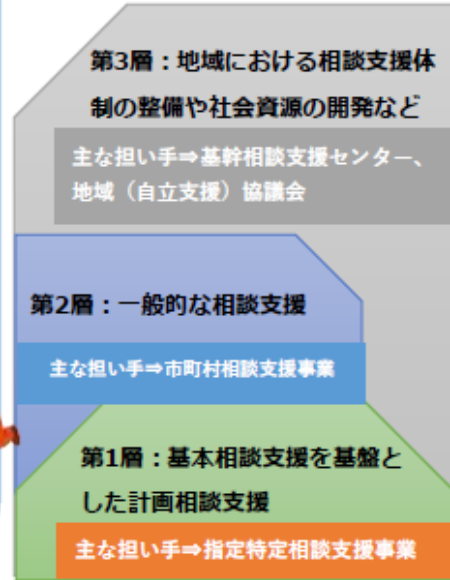 第3層：地域における相談支援体
制の整備や社会資源の開発など
主な担い手⇒基幹相談支援センター、
地域（自立支援）協議会
第2層：一般的な相談支援
主な担い手⇒市町村相談支援事業
第1層：基本相談支援を基盤と
した計画相談支援
主な担い手⇒指定特定相談支援事業